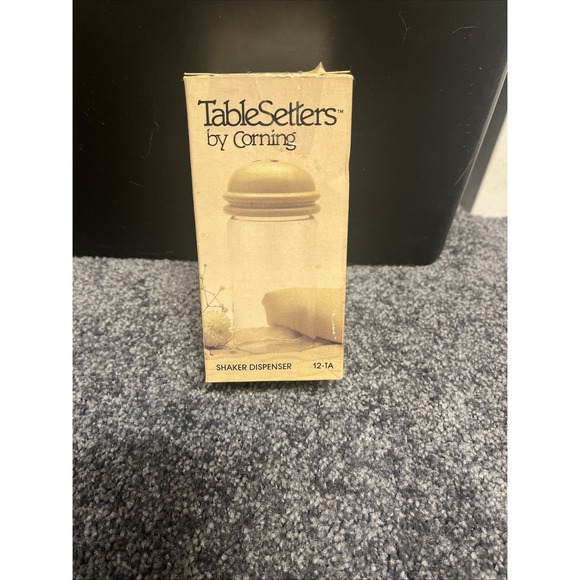 TableSetters™
by Corning
SHAKER DISPENSER 12-TA